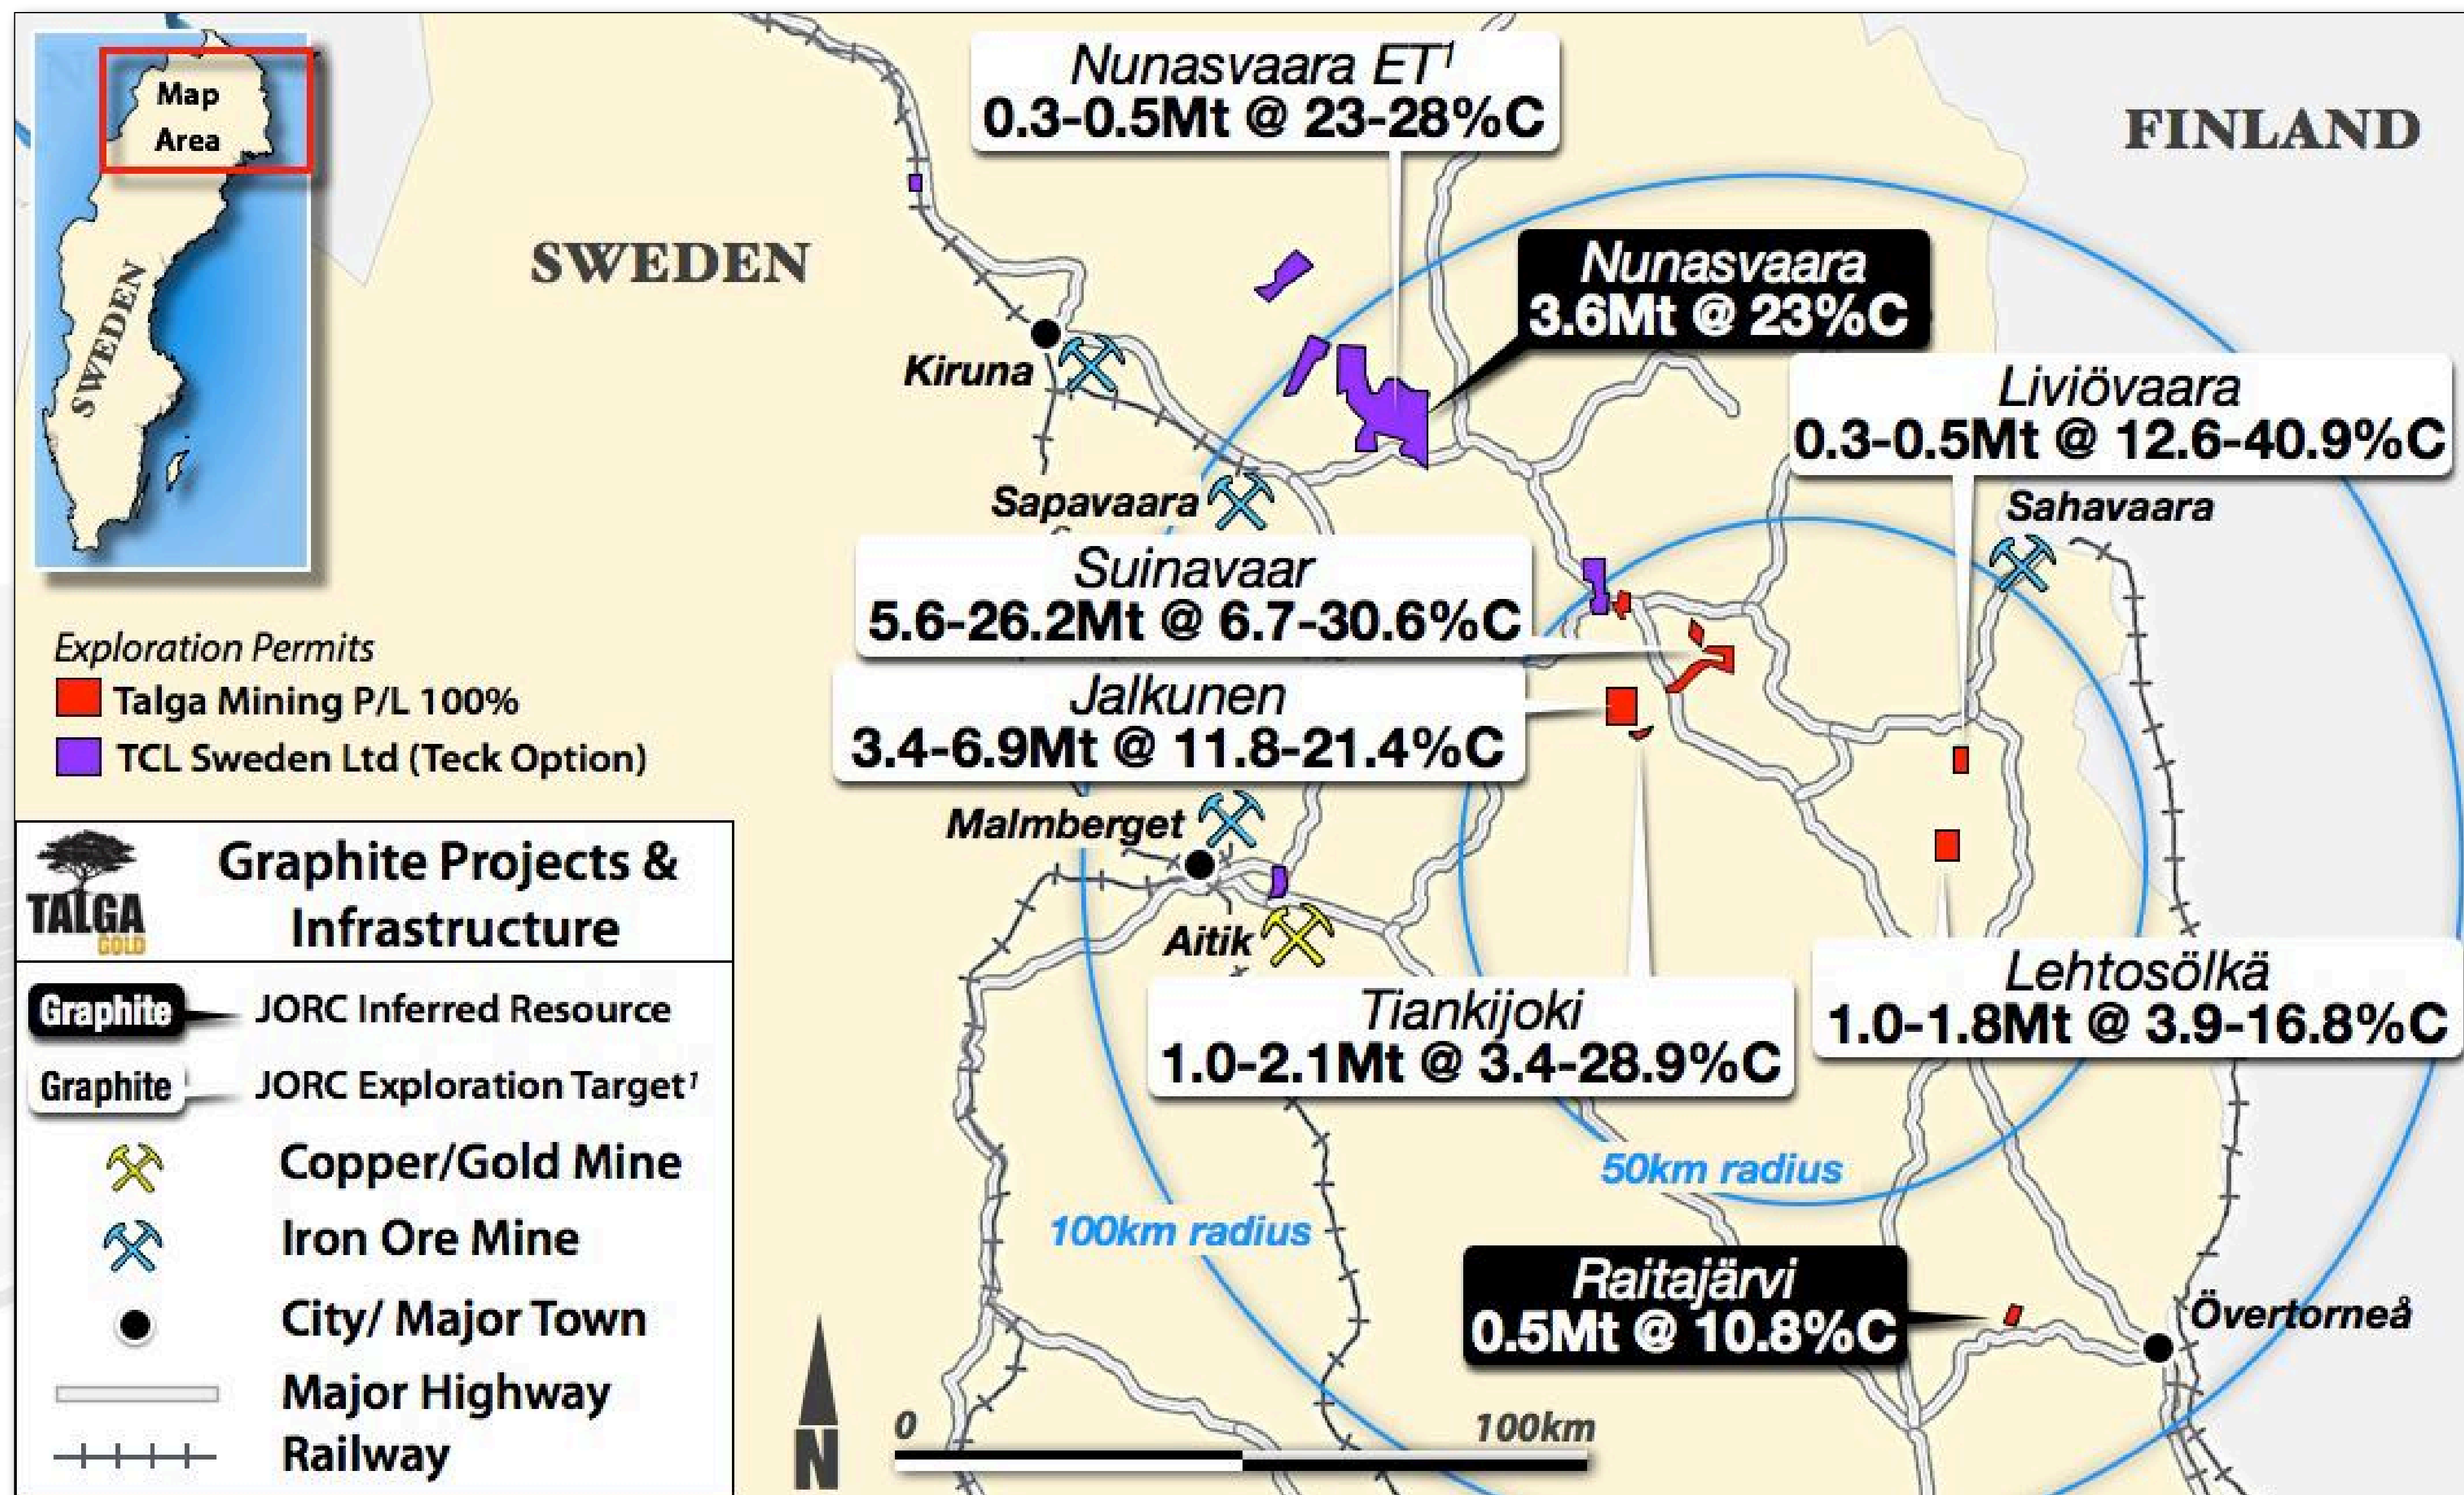 Map
Area
SWEDEN
SWEDEN
FINLAND
Nunasvaara ET¹
0.3-0.5Mt @ 23-28%C
Nunasvaara
3.6Mt @ 23%C
Kiruna
Liviövaara
0.3-0.5Mt @ 12.6-40.9%C
Sapavaara
Sahavaara
Suinavaar
5.6-26.2Mt @ 6.7-30.6%C
Jalkunen
3.4-6.9Mt @ 11.8-21.4%C
Malmberget
Aitik
Tiankijoki
1.0-2.1Mt @ 3.4-28.9%C
Lehtosölkä
1.0-1.8Mt @ 3.9-16.8%C
50km radius
100km radius
Raitajärvi
0.5Mt @ 10.8%C
Övertorneå
Exploration Permits
Talga Mining P/L 100%
TCL Sweden Ltd (Teck Option)
TALGA
GOLD
Graphite Projects &
Infrastructure
Graphite JORC Inferred Resource
Graphite JORC Exploration Target¹
Copper/Gold Mine
Iron Ore Mine
City/ Major Town
Major Highway
Railway
N
0 100km